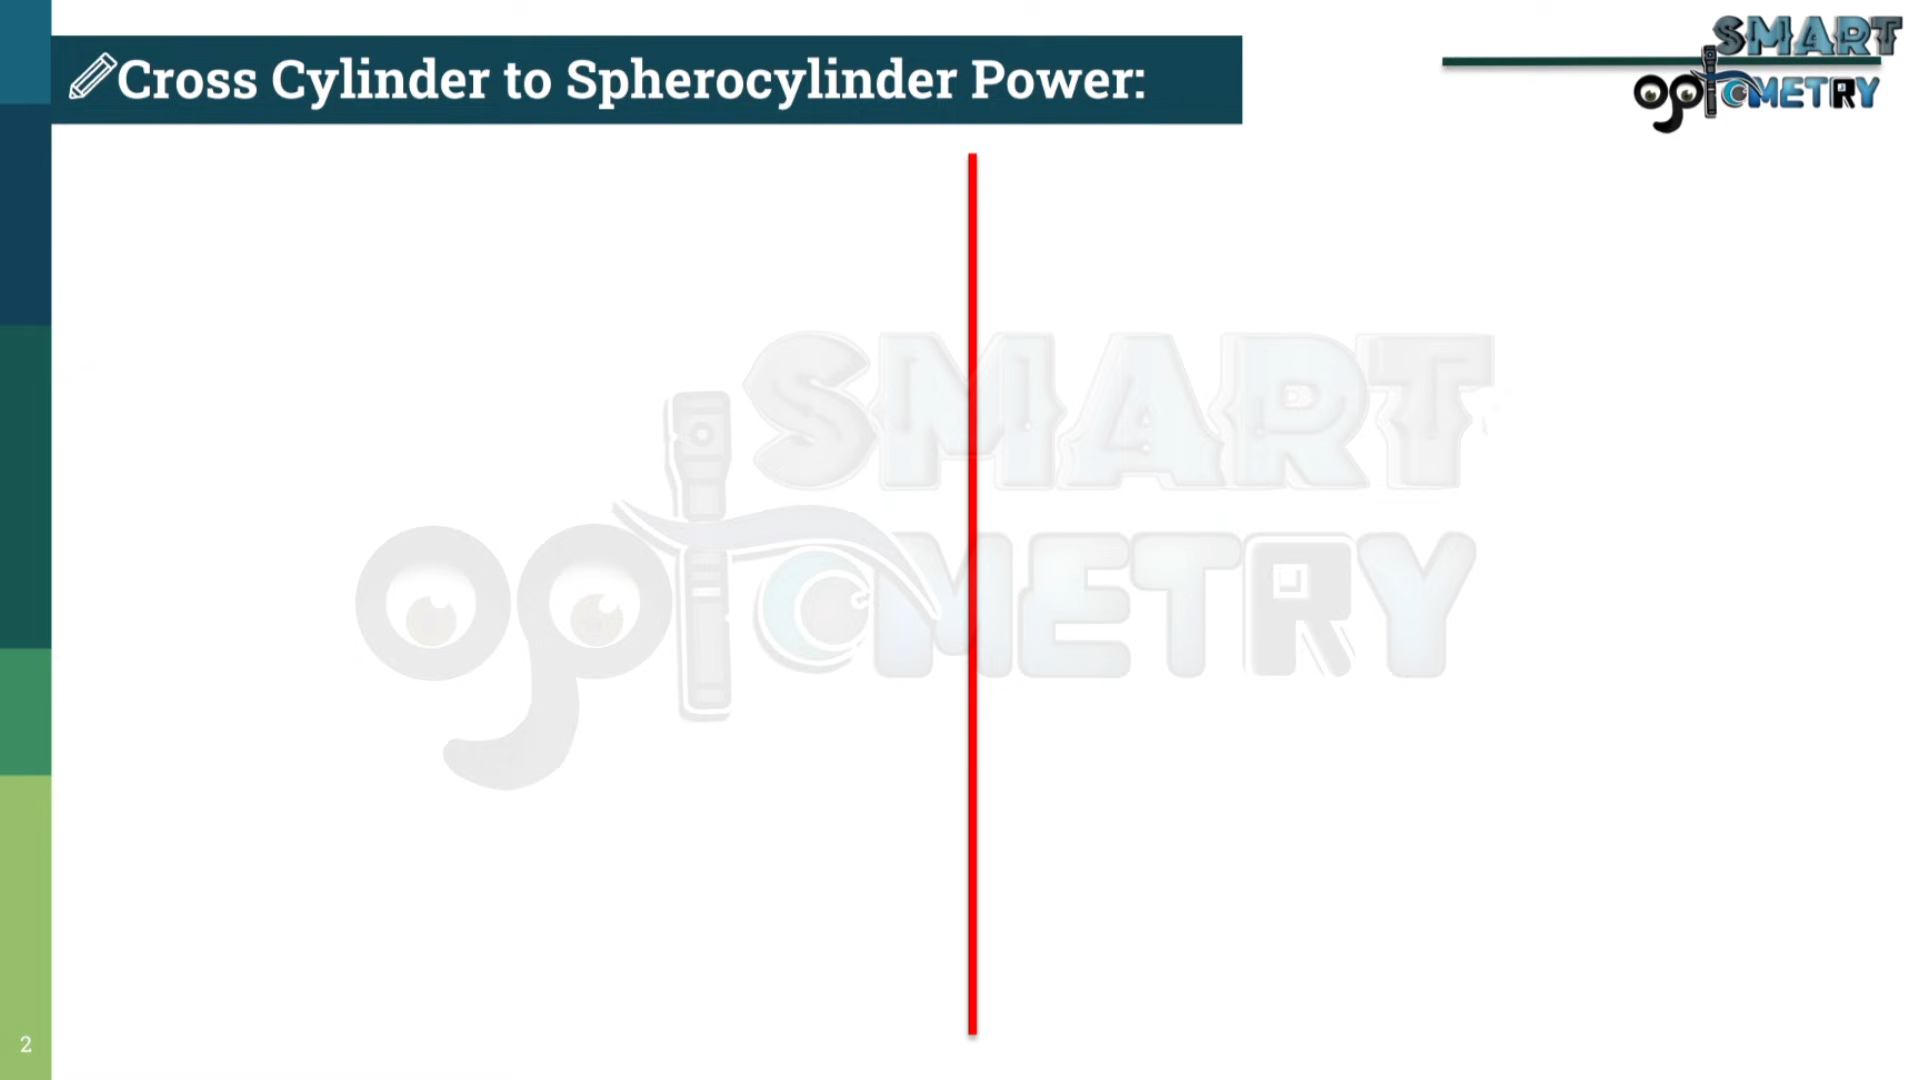 Cross Cylinder to Spherocylinder Power:
SMART
OptOMETRY
SMART
OptOMETRY
2